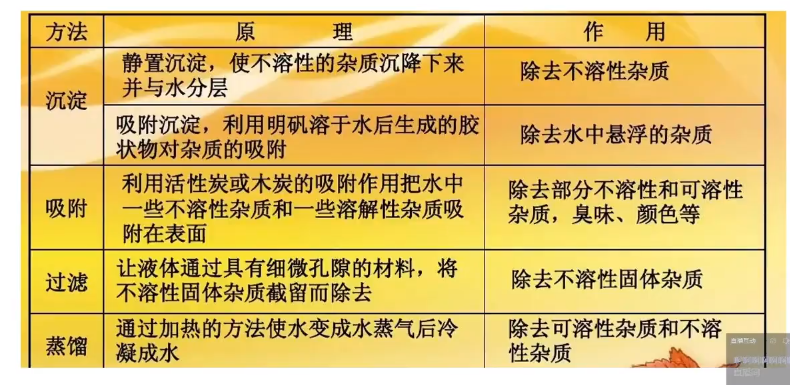 方法 原理 作用
沉淀
静置沉淀，使不溶性的杂质沉降下来
并与水分层
除去不溶性杂质
吸附沉淀，利用明矾溶于水后生成的胶
状物对杂质的吸附
除去水中悬浮的杂质
吸附
利用活性炭或木炭的吸附作用把水中
一些不溶性杂质和一些溶解性杂质吸
附在表面
除去部分不溶性和可溶性
杂质，臭味、颜色等
过滤
让液体通过具有细微孔隙的材料，将
不溶性固体杂质截留而除去
除去不溶性固体杂质
蒸馏
通过加热的方法使水变成水蒸气后冷
凝成水
除去可溶性杂质和不溶
性杂质